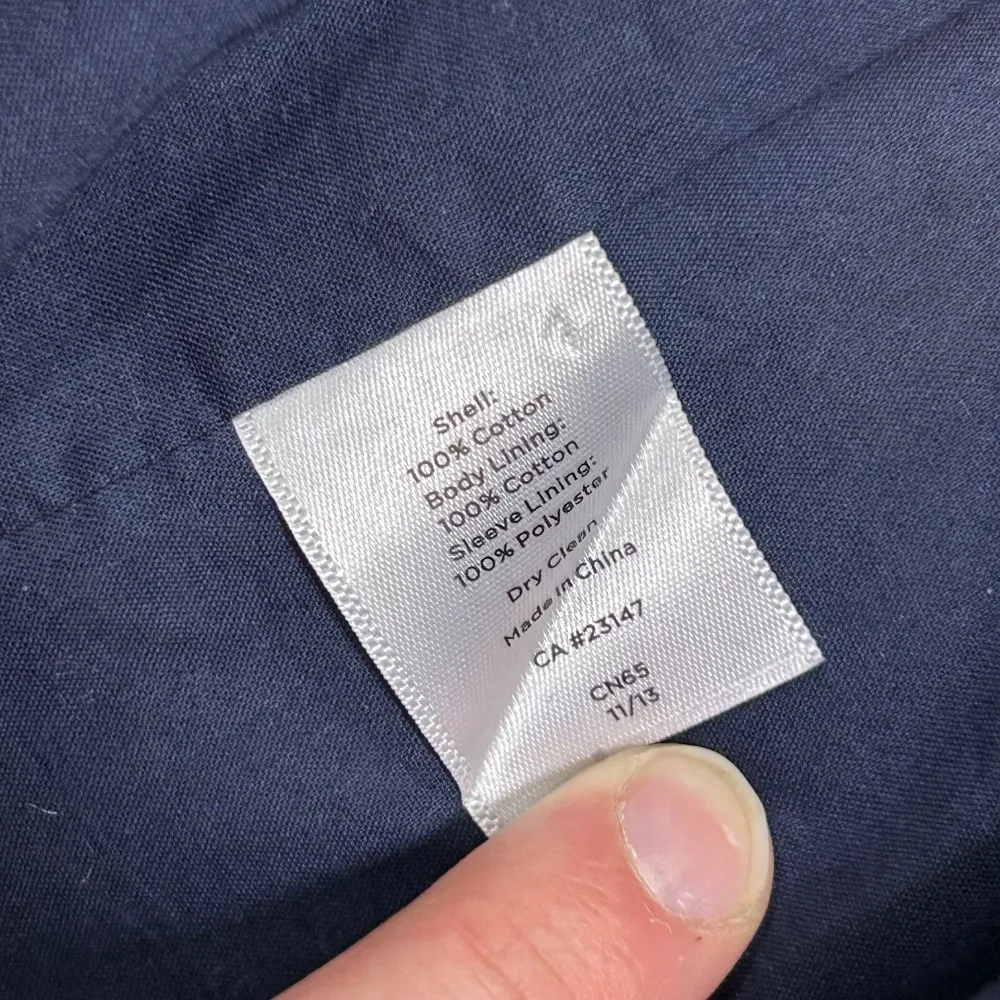 Shell:
100% Cotton
Body Lining:
100% Cotton
Sleeve Lining:
100% Polyester
Dry Clean
Made in China
CA #23147
CN65
11/13